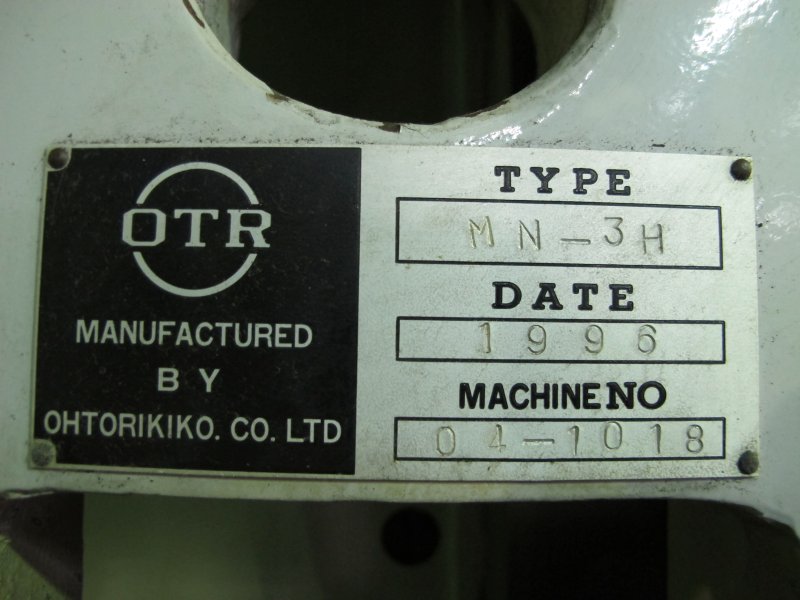 OTR
MANUFACTURED
BY
OHTORIKIKO. CO. LTD
TYPE
MN-3H
DATE
1996
MACHINE NO
04-1018